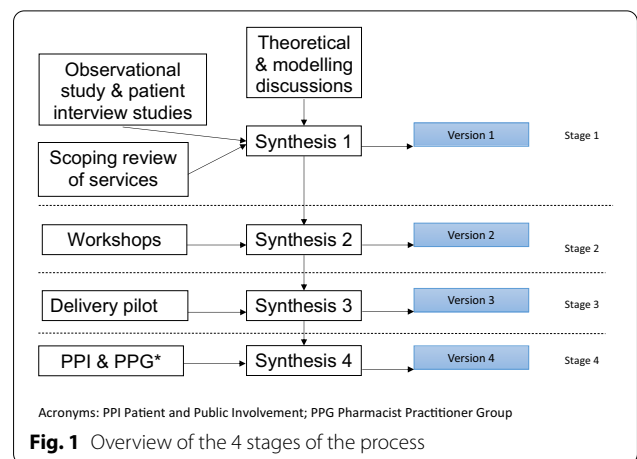 Theoretical
& modelling
discussions
Observational
study & patient
interview studies
Scoping review
of services
Synthesis 1
Version 1
Stage 1
Workshops
Synthesis 2
Version 2
Stage 2
Delivery pilot
Synthesis 3
Version 3
Stage 3
PPI & PPG*
Synthesis 4
Version 4
Stage 4
Acronyms: PPI Patient and Public Involvement; PPG Pharmacist Practitioner Group
Fig. 1 Overview of the 4 stages of the process